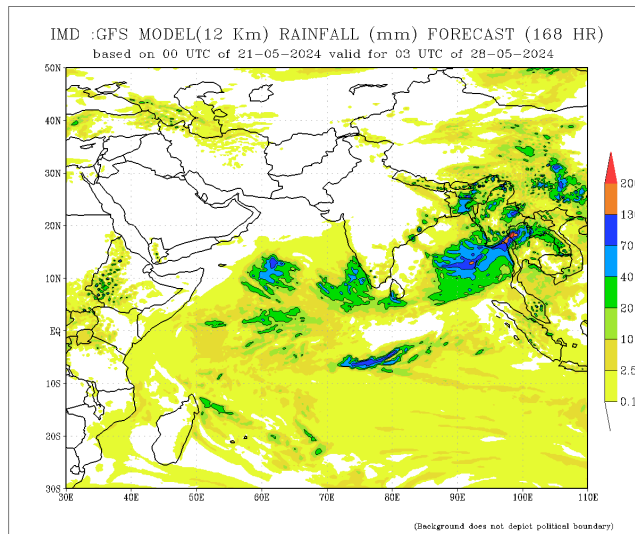 IMD :GFS MODEL(12 Km) RAINFALL (mm) FORECAST (168 HR)
based on 00 UTC of 21-05-2024 valid for 03 UTC of 28-05-2024
50N
40N
30N
20N
10N
EQ
10S
20S
30S
30E 40E 50E 60E 70E 80E 90E 100E 110E
20
13
70
40
20
10
2.5
0.1
(Background does not depict political boundary)